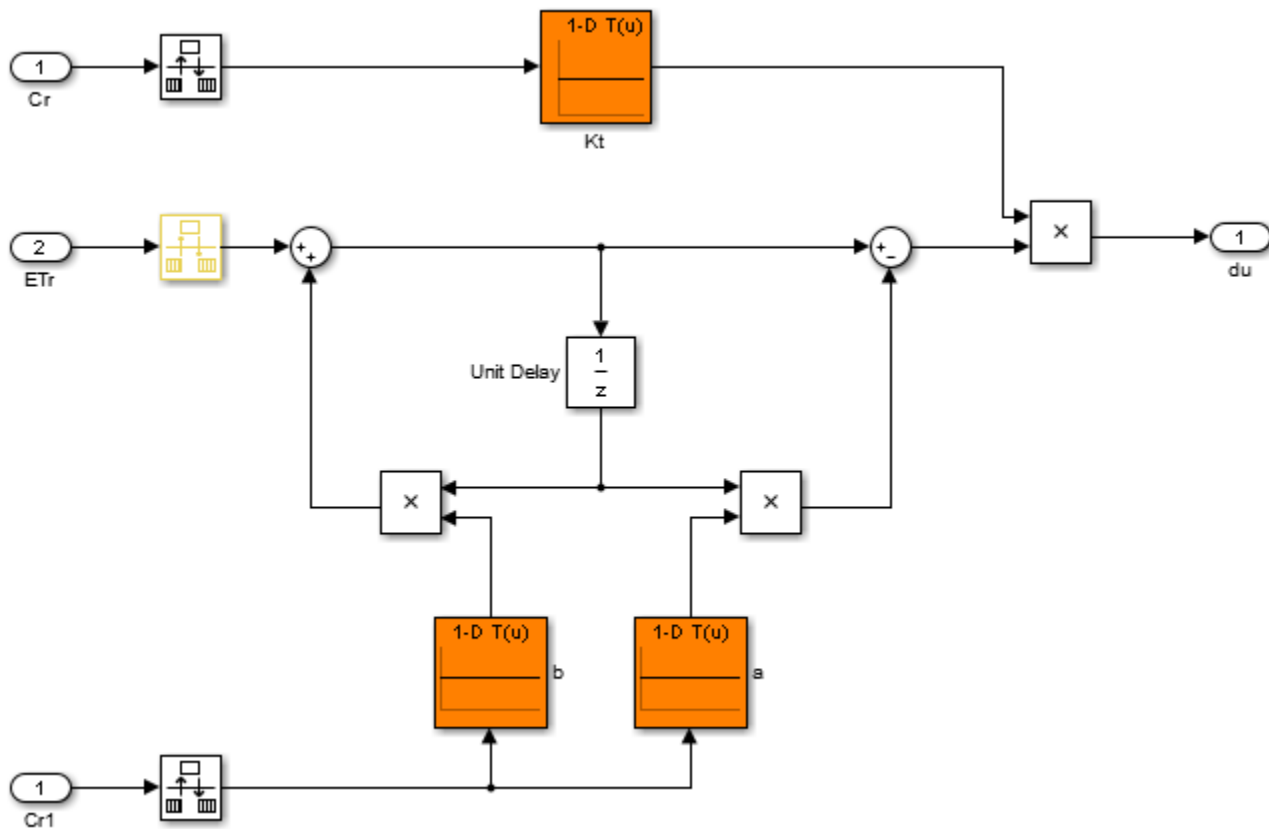 1-D T(u)
1
Cr
Kt
2
ETr
+
+
+
−
×
1
du
Unit Delay
1
z
×
×
1-D T(u)
b
1-D T(u)
a
1
Cr1